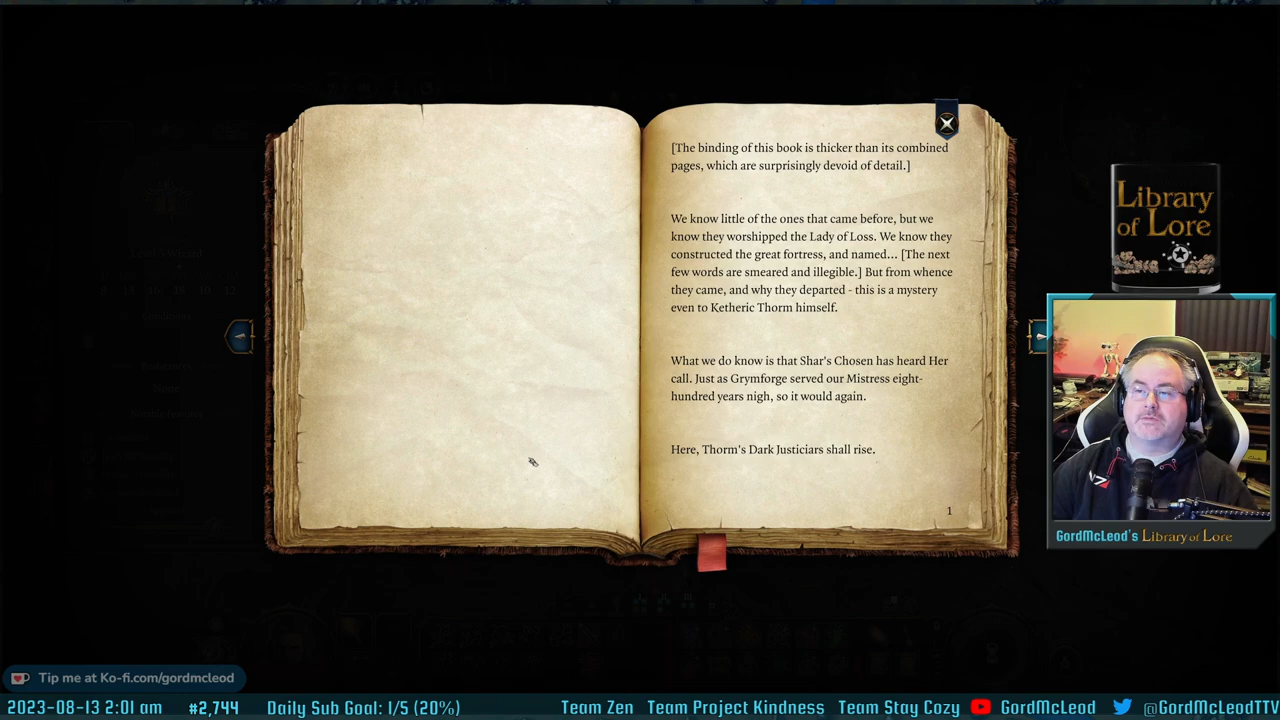 [The binding of this book is thicker than its combined
pages, which are surprisingly devoid of detail.]
We know little of the ones that came before, but we
know they worshipped the Lady of Loss. We know they
constructed the great fortress, and named... [The next
few words are smeared and illegible.] But from whence
they came, and why they departed - this is a mystery
even to Ketheric Thorm himself.
What we do know is that Shar's Chosen has heard Her
call. Just as Grymforge served our Mistress eight-
hundred years nigh, so it would again.
Here, Thorm's Dark Justiciars shall rise.
1
Library
of Lore
GordMcLeod's Library of Lore
Tip me at Ko-fi.com/gordmcleod
2023-08-13 2:01 am #2,744 Daily Sub Goal: 1/5 (20%) Team Zen Team Project Kindness Team Stay Cozy GordMcLeod @GordMcLeodTTV